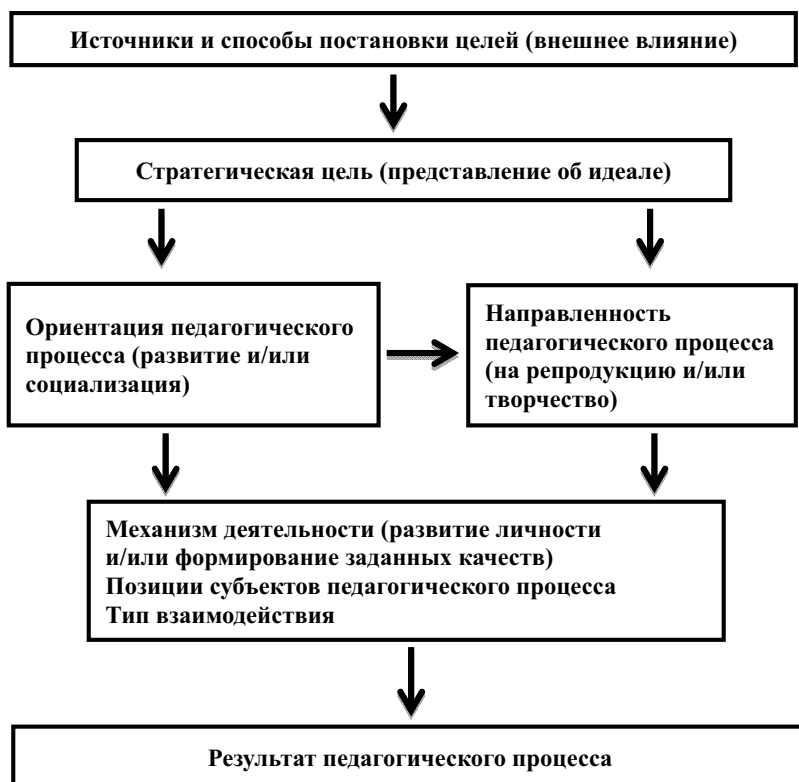 Источники и способы постановки целей (внешнее влияние)
Стратегическая цель (представление об идеале)
Ориентация педагогического
процесса (развитие и/или
социализация)
Направленность
педагогического процесса
(на репродукцию и/или
творчество)
Механизм деятельности (развитие личности
и/или формирование заданных качеств)
Позиции субъектов педагогического процесса
Тип взаимодействия
Результат педагогического процесса